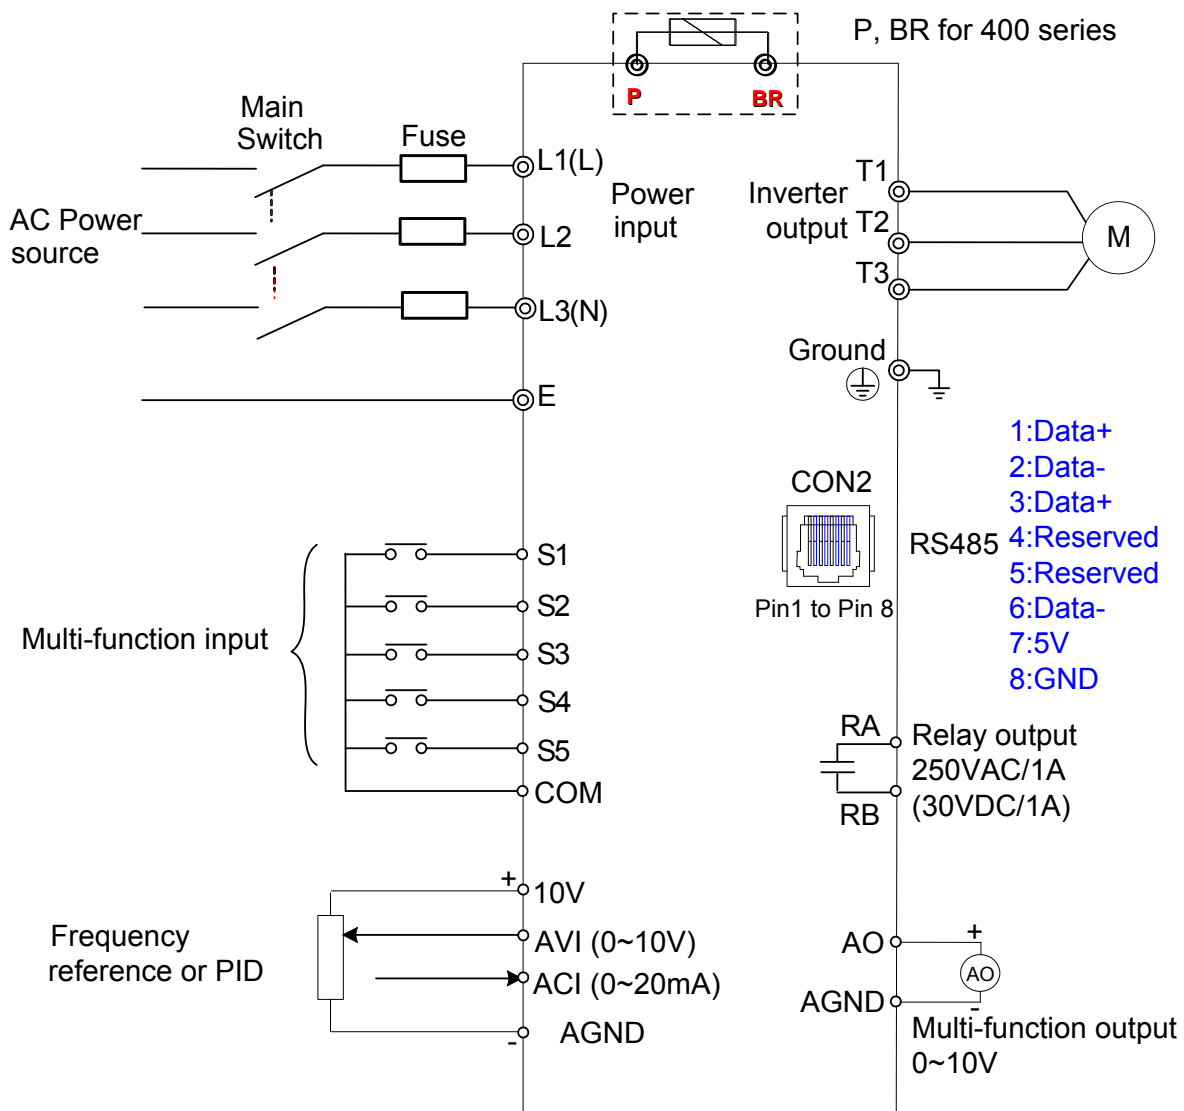 P, BR for 400 series
P
BR
Main
Switch
Fuse
L1(L)
AC Power
source
L2
L3(N)
E
Power
input
Inverter
output
T1
T2
T3
M
Ground
CON2
Pin1 to Pin 8
RS485
1:Data+
2:Data-
3:Data+
4:Reserved
5:Reserved
6:Data-
7:5V
8:GND
Multi-function input
S1
S2
S3
S4
S5
COM
RA
RB
Relay output
250VAC/1A
(30VDC/1A)
Frequency
reference or PID
+
10V
AVI (0~10V)
ACI (0~20mA)
-
AGND
AO
+
AO
AGND
-
Multi-function output
0~10V